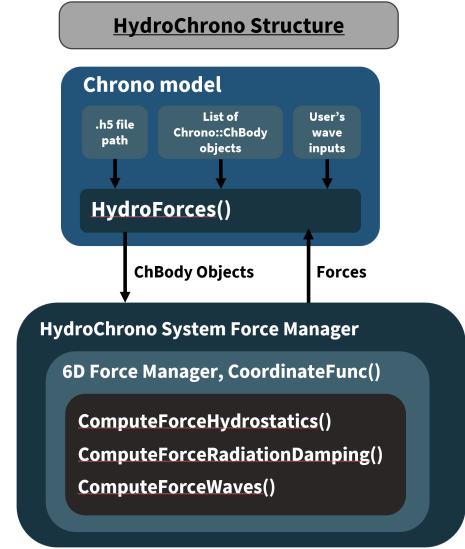 HydroChrono Structure
Chrono model
.h5 file
path
List of
Chrono::ChBody
objects
User's
wave
inputs
HydroForces()
ChBody Objects
Forces
HydroChrono System Force Manager
6D Force Manager, CoordinateFunc()
ComputeForceHydrostatics()
ComputeForceRadiationDamping()
ComputeForceWaves()